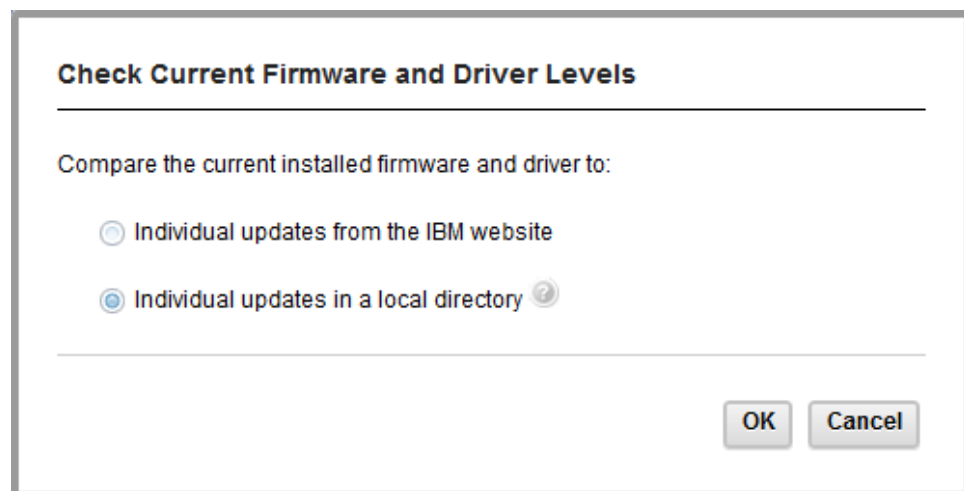 Check Current Firmware and Driver Levels
Compare the current installed firmware and driver to:
Individual updates from the IBM website
Individual updates in a local directory ?
OK Cancel